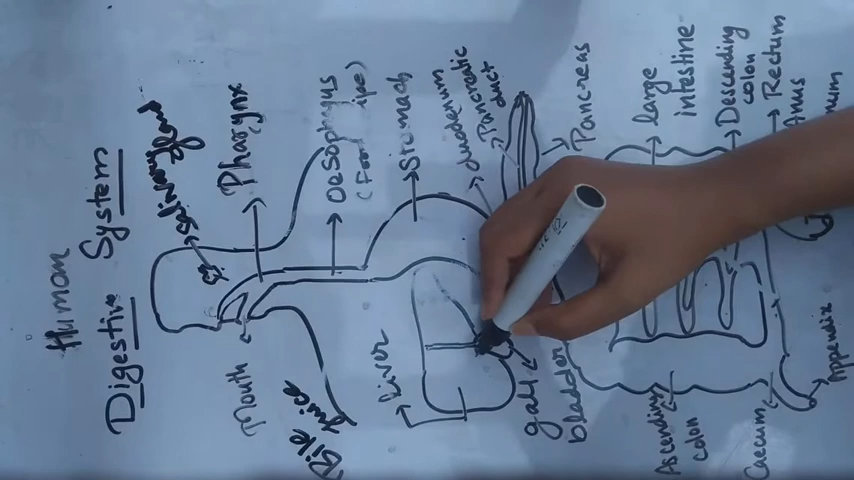 Human
Digestive System
Salivary gland
Pharynx
Oesophagus
(Food
Stomach
duodenum
Pancreatic
duct
Pancreas
large
intestine
Descending
colon
Rectum
Anus
Mouth
Bile
juice
Liver
gall
bladder
Ascending
colon
Caecum
Appendix